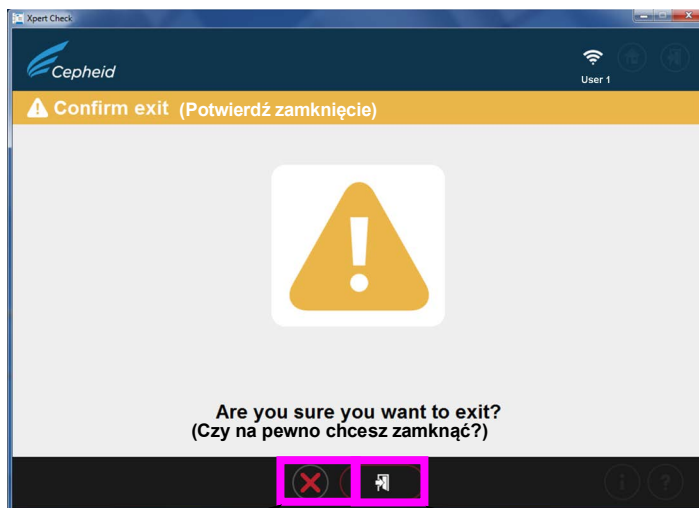 Xpert Check
Cepheid
User 1
Confirm exit (Potwierdź zamknięcie)
Are you sure you want to exit?
(Czy na pewno chcesz zamknąć?)